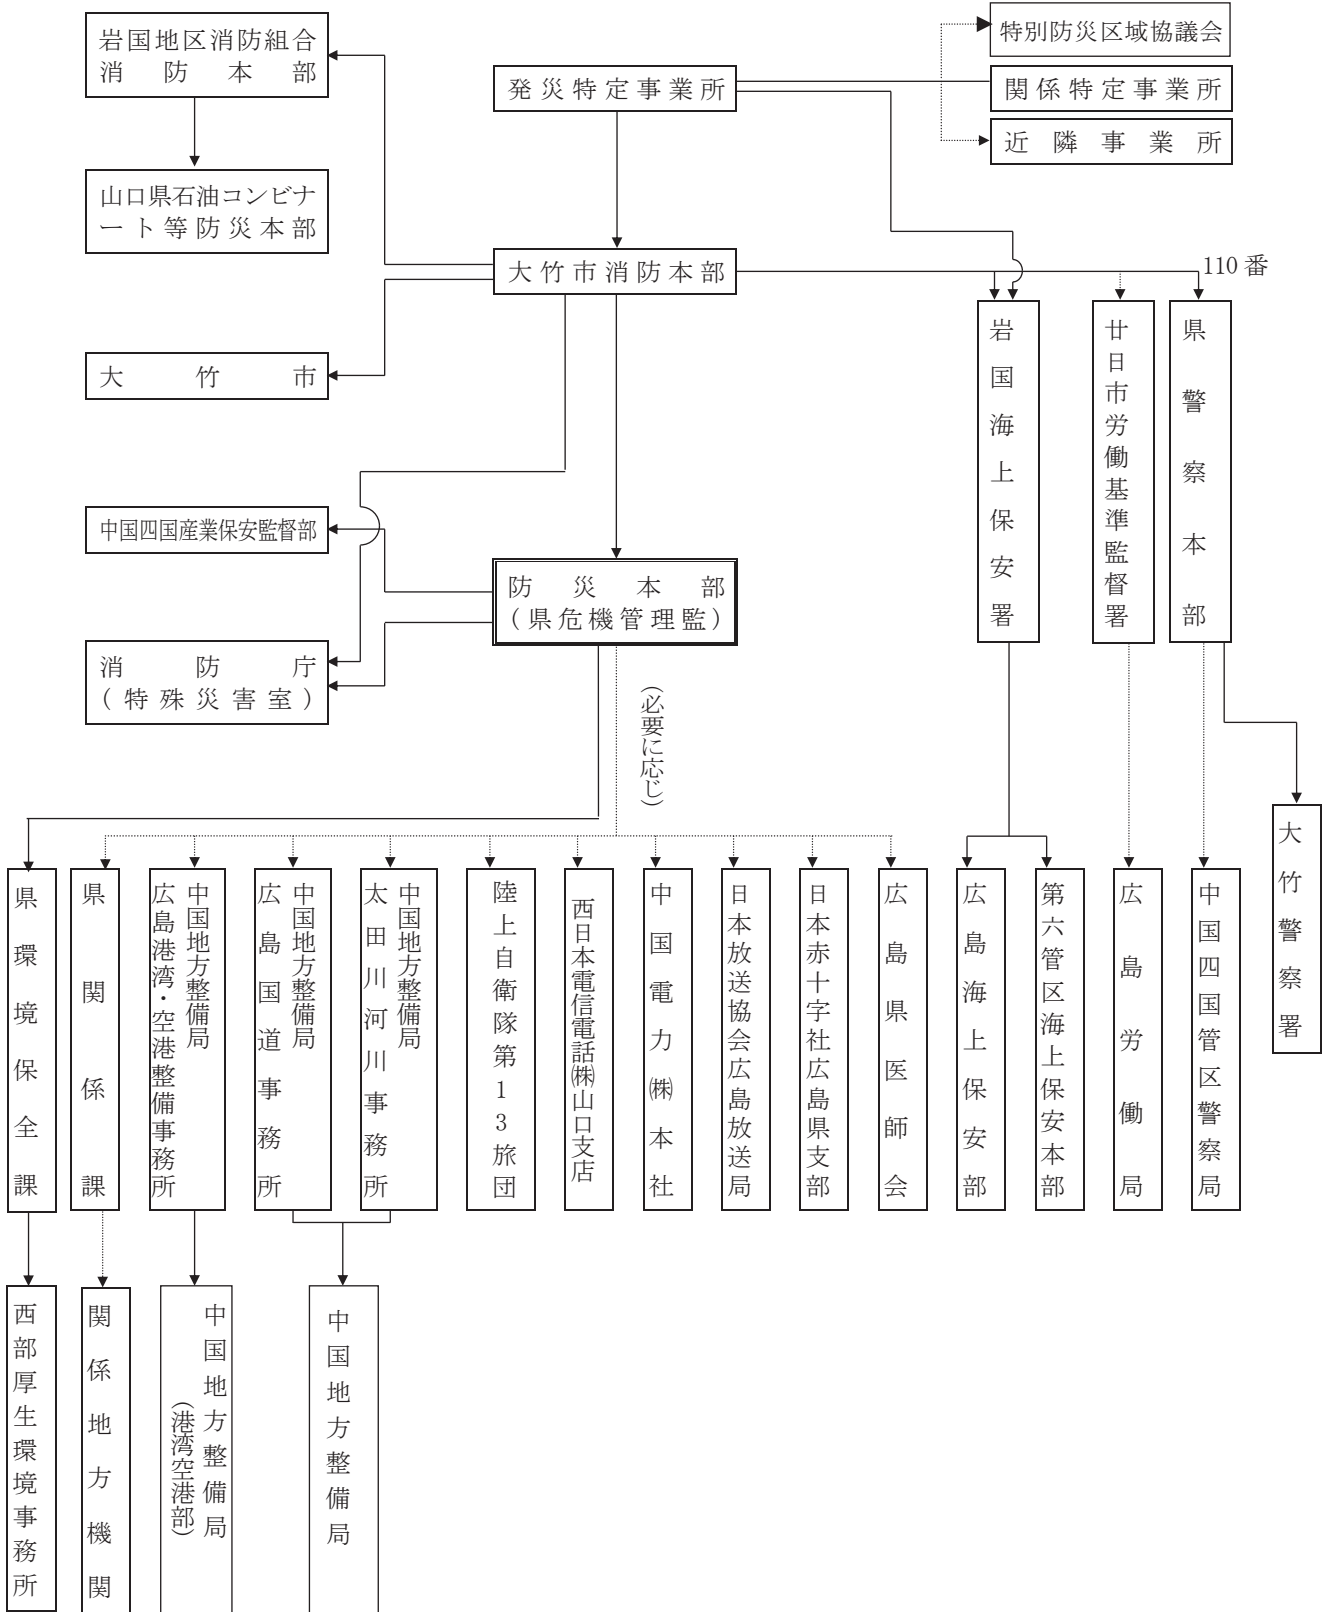 岩国地区消防組合
消防本部
特別防災区域協議会
発災特定事業所
関係特定事業所
近隣事業所
山口県石油コンビナ
ート等防災本部
大竹市消防本部
110番
大竹市
岩国海上保安署
廿日市労働基準監督署
県警察本部
中国四国産業保安監督部
防災本部
（県危機管理監）
消防庁
（特殊災害室）
（必要に応じ）
大竹警察署
県環境保全課
県関係課
中国地方整備局
広島港湾・空港整備事務所
中国地方整備局
広島国道事務所
中国地方整備局
太田川河川事務所
陸上自衛隊第13旅団
西日本電信電話㈱山口支店
中国電力㈱本社
日本放送協会広島放送局
日本赤十字社広島県支部
広島県医師会
広島海上保安部
第六管区海上保安本部
広島労働局
中国四国管区警察局
西部厚生環境事務所
関係地方機関
中国地方整備局
（港湾空港部）
中国地方整備局